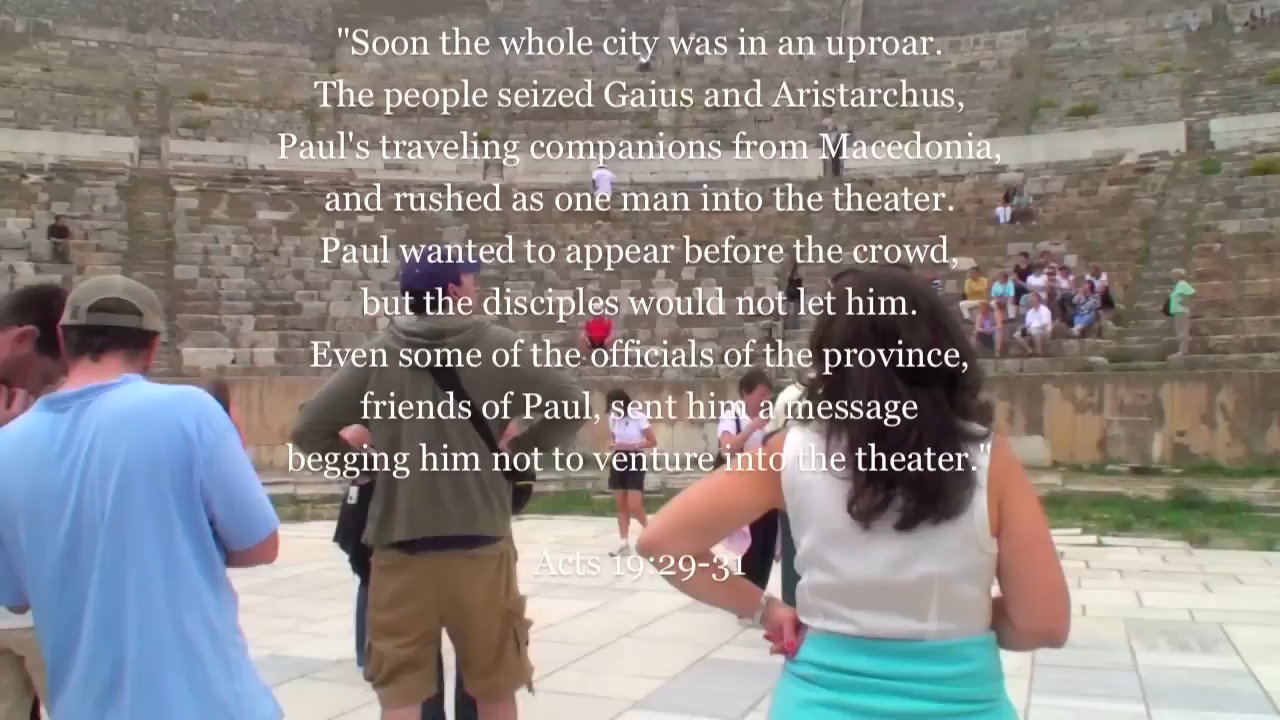 "Soon the whole city was in an uproar.
The people seized Gaius and Aristarchus,
Paul's traveling companions from Macedonia,
and rushed as one man into the theater.
Paul wanted to appear before the crowd,
but the disciples would not let him.
Even some of the officials of the province,
friends of Paul, sent him a message
begging him not to venture into the theater."
Acts 19:29-31